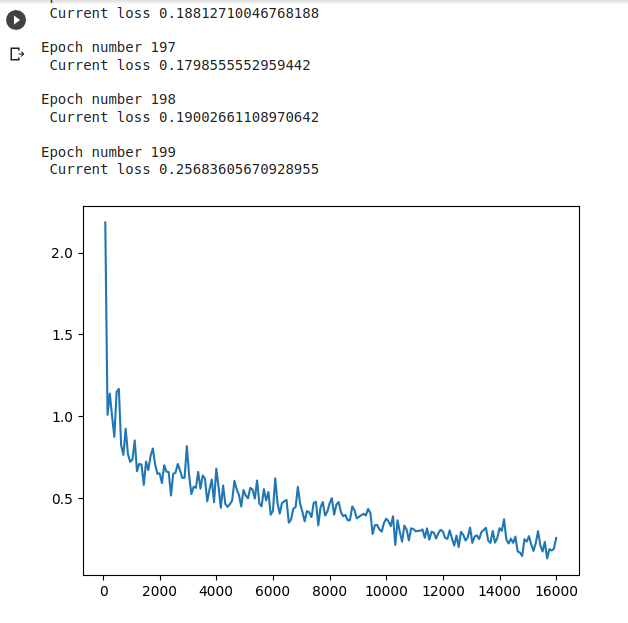 Current loss 0.18812710046768188
Epoch number 197
Current loss 0.1798555552959442
Epoch number 198
Current loss 0.19002661108970642
Epoch number 199
Current loss 0.25683605670928955
2.0
1.5
1.0
0.5
0 2000 4000 6000 8000 10000 12000 14000 16000